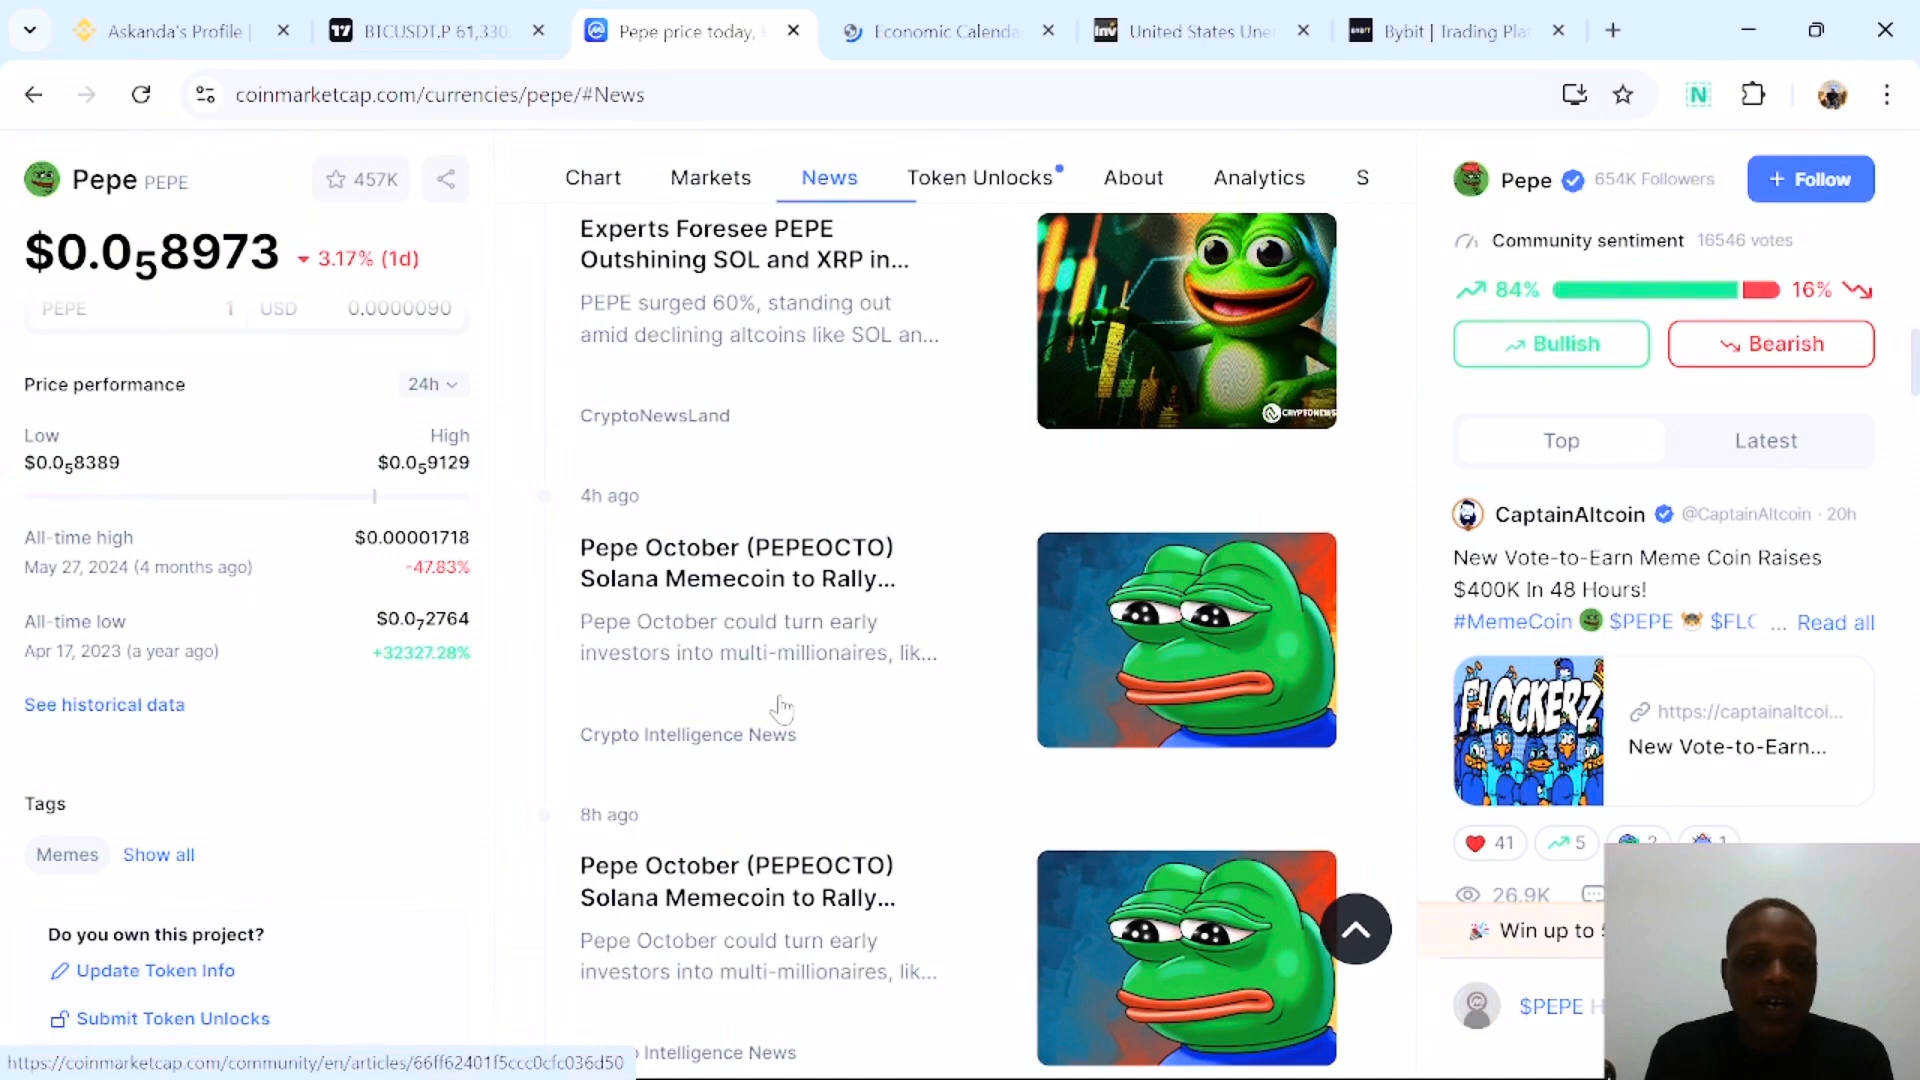 Askanda's Profile |
BTCUSDT.P 61,330.
Pepe price today,
Economic Calenda
United States Une
Bybit | Trading Pla
coinmarketcap.com/currencies/pepe/#News
Pepe PEPE
457K
$0.0₅8973
3.17% (1d)
PEPE 1 USD 0.0000090
Price performance
24h
Low High
$0.0₅8389 $0.0₅9129
All-time high $0.00001718
May 27, 2024 (4 months ago) -47.83%
All-time low $0.0₇2764
Apr 17, 2023 (a year ago) +32327.28%
See historical data
Tags
Memes Show all
Do you own this project?
Update Token Info
Submit Token Unlocks
https://coinmarketcap.com/community/en/articles/66ff62401f5ccc0cfc036d50
Chart Markets News Token Unlocks About Analytics S
Experts Foresee PEPE
Outshining SOL and XRP in...
PEPE surged 60%, standing out
amid declining altcoins like SOL an...
CryptoNewsLand
4h ago
Pepe October (PEPEOCTO)
Solana Memecoin to Rally...
Pepe October could turn early
investors into multi-millionaires, lik...
Crypto Intelligence News
8h ago
Pepe October (PEPEOCTO)
Solana Memecoin to Rally...
Pepe October could turn early
investors into multi-millionaires, lik...
Intelligence News
Pepe 654K Followers
+ Follow
Community sentiment 16546 votes
84% 16%
Bullish Bearish
Top Latest
CaptainAltcoin @CaptainAltcoin · 20h
New Vote-to-Earn Meme Coin Raises
$400K In 48 Hours!
#MemeCoin $PEPE $FLC ... Read all
FLOCKERZ
https://captainaltcoi...
New Vote-to-Earn...
41 5 2 1
26.9K
Win up to
$PEPE